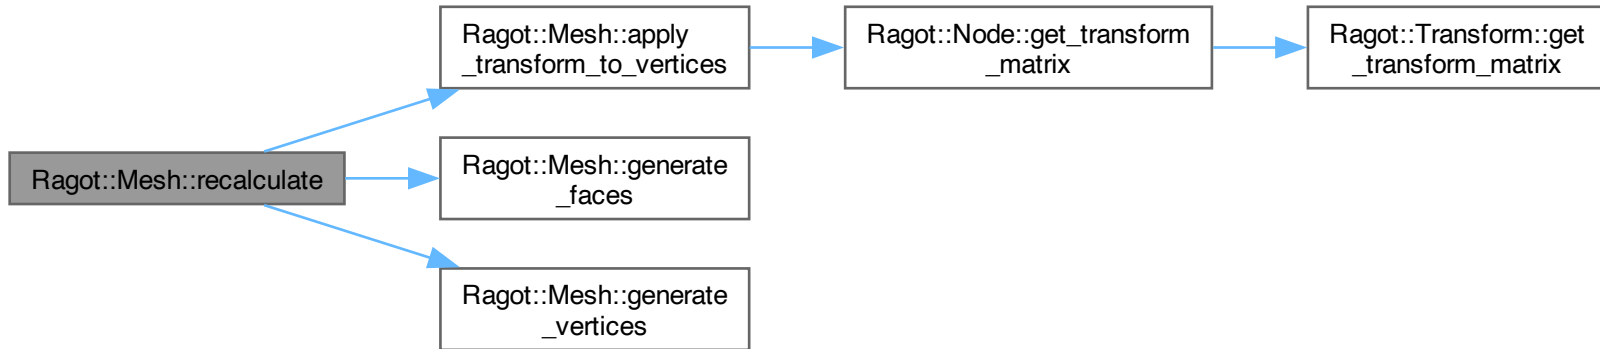 Ragot::Mesh::recalculate
Ragot::Mesh::apply
_transform_to_vertices
Ragot::Node::get_transform
_matrix
Ragot::Transform::get
_transform_matrix
Ragot::Mesh::generate
_faces
Ragot::Mesh::generate
_vertices